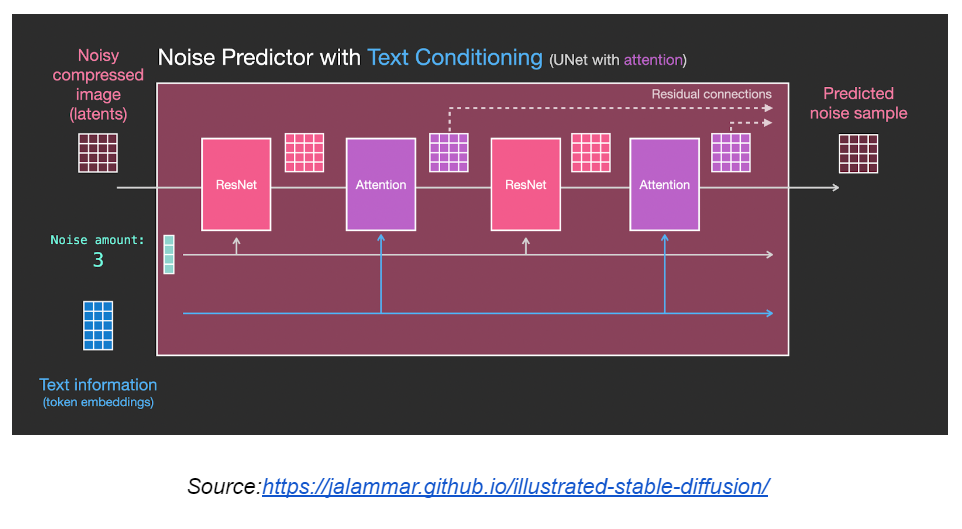 Noise Predictor with Text Conditioning (UNet with attention)
Noisy
compressed
image
(latents)
Residual connections
Predicted
noise sample
ResNet
Attention
ResNet
Attention
Noise amount:
3
Text information
(token embeddings)
Source:https://jalammar.github.io/illustrated-stable-diffusion/